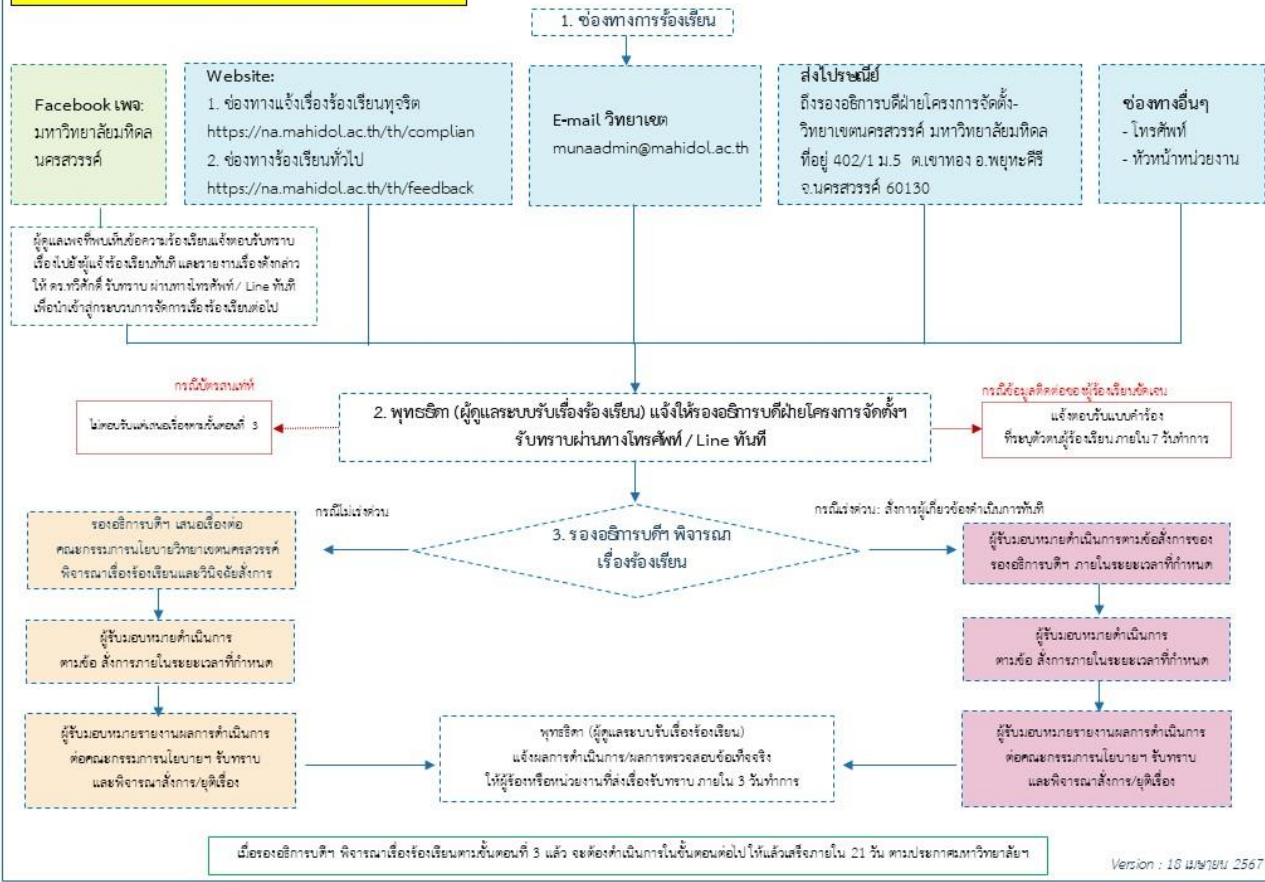 1. ช่องทางการร้องเรียน
Facebook เพจ:
มหาวิทยาลัยมหิดล
นครสวรรค์
Website:
1. ช่องทางแจ้งเรื่องร้องเรียนทุจริต
https://na.mahidol.ac.th/th/complian
2. ช่องทางร้องเรียนทั่วไป
https://na.mahidol.ac.th/th/feedback
E-mail วิทยาเขต
munaadmin@mahidol.ac.th
ส่งไปรษณีย์
ถึงรองอธิการบดีฝ่ายโครงการจัดตั้ง-
วิทยาเขตนครสวรรค์ มหาวิทยาลัยมหิดล
ที่อยู่ 402/1 ม.5 ต.เขาทอง อ.พยุหะคีรี
จ.นครสวรรค์ 60130
ช่องทางอื่นๆ
- โทรศัพท์
- หัวหน้าหน่วยงาน
ผู้ดูแลเพจที่พบเห็นข้อความร้องเรียนแจ้งตอบรับทราบ
เรื่องไปยังผู้แจ้งร้องเรียนทันที และรายงานเรื่องดังกล่าว
ให้ ดร.ทวีศักดิ์ รับทราบ ผ่านทางโทรศัพท์ / Line ทันที
เพื่อนำเข้าสู่กระบวนการจัดการเรื่องร้องเรียนต่อไป
กรณีบัตรสนเท่ห์
ไม่ตอบรับแต่เสนอเรื่องตามขั้นตอนที่ 3
2. พุทธธิดา (ผู้ดูแลระบบรับเรื่องร้องเรียน) แจ้งให้รองอธิการบดีฝ่ายโครงการจัดตั้งฯ
รับทราบผ่านทางโทรศัพท์ / Line ทันที
กรณีข้อมูลติดต่อของผู้ร้องเรียนชัดเจน
แจ้งตอบรับแบบคำร้อง
ที่ระบุตัวตนผู้ร้องเรียน ภายใน 7 วันทำการ
กรณีไม่เร่งด่วน
กรณีเร่งด่วน: สั่งการผู้เกี่ยวข้องดำเนินการทันที
3. รองอธิการบดีฯ พิจารณา
เรื่องร้องเรียน
รองอธิการบดีฯ เสนอเรื่องต่อ
คณะกรรมการนโยบายวิทยาเขตนครสวรรค์
พิจารณาเรื่องร้องเรียนและวินิจฉัยสั่งการ
ผู้รับมอบหมายดำเนินการตามข้อสั่งการของ
รองอธิการบดีฯ ภายในระยะเวลาที่กำหนด
ผู้รับมอบหมายดำเนินการ
ตามข้อ สั่งการภายในระยะเวลาที่กำหนด
ผู้รับมอบหมายดำเนินการ
ตามข้อ สั่งการภายในระยะเวลาที่กำหนด
ผู้รับมอบหมายรายงานผลการดำเนินการ
ต่อคณะกรรมการนโยบายฯ รับทราบ
และพิจารณาสั่งการ/ยุติเรื่อง
พุทธธิดา (ผู้ดูแลระบบรับเรื่องร้องเรียน)
แจ้งผลการดำเนินการ/ผลการตรวจสอบข้อเท็จจริง
ให้ผู้ร้องหรือหน่วยงานที่ส่งเรื่องรับทราบ ภายใน 3 วันทำการ
ผู้รับมอบหมายรายงานผลการดำเนินการ
ต่อคณะกรรมการนโยบายฯ รับทราบ
และพิจารณาสั่งการ/ยุติเรื่อง
เมื่อรองอธิการบดีฯ พิจารณาเรื่องร้องเรียนตามขั้นตอนที่ 3 แล้ว จะต้องดำเนินการในขั้นตอนต่อไป ให้แล้วเสร็จภายใน 21 วัน ตามประกาศมหาวิทยาลัยฯ
Version : 18 เมษายน 2567